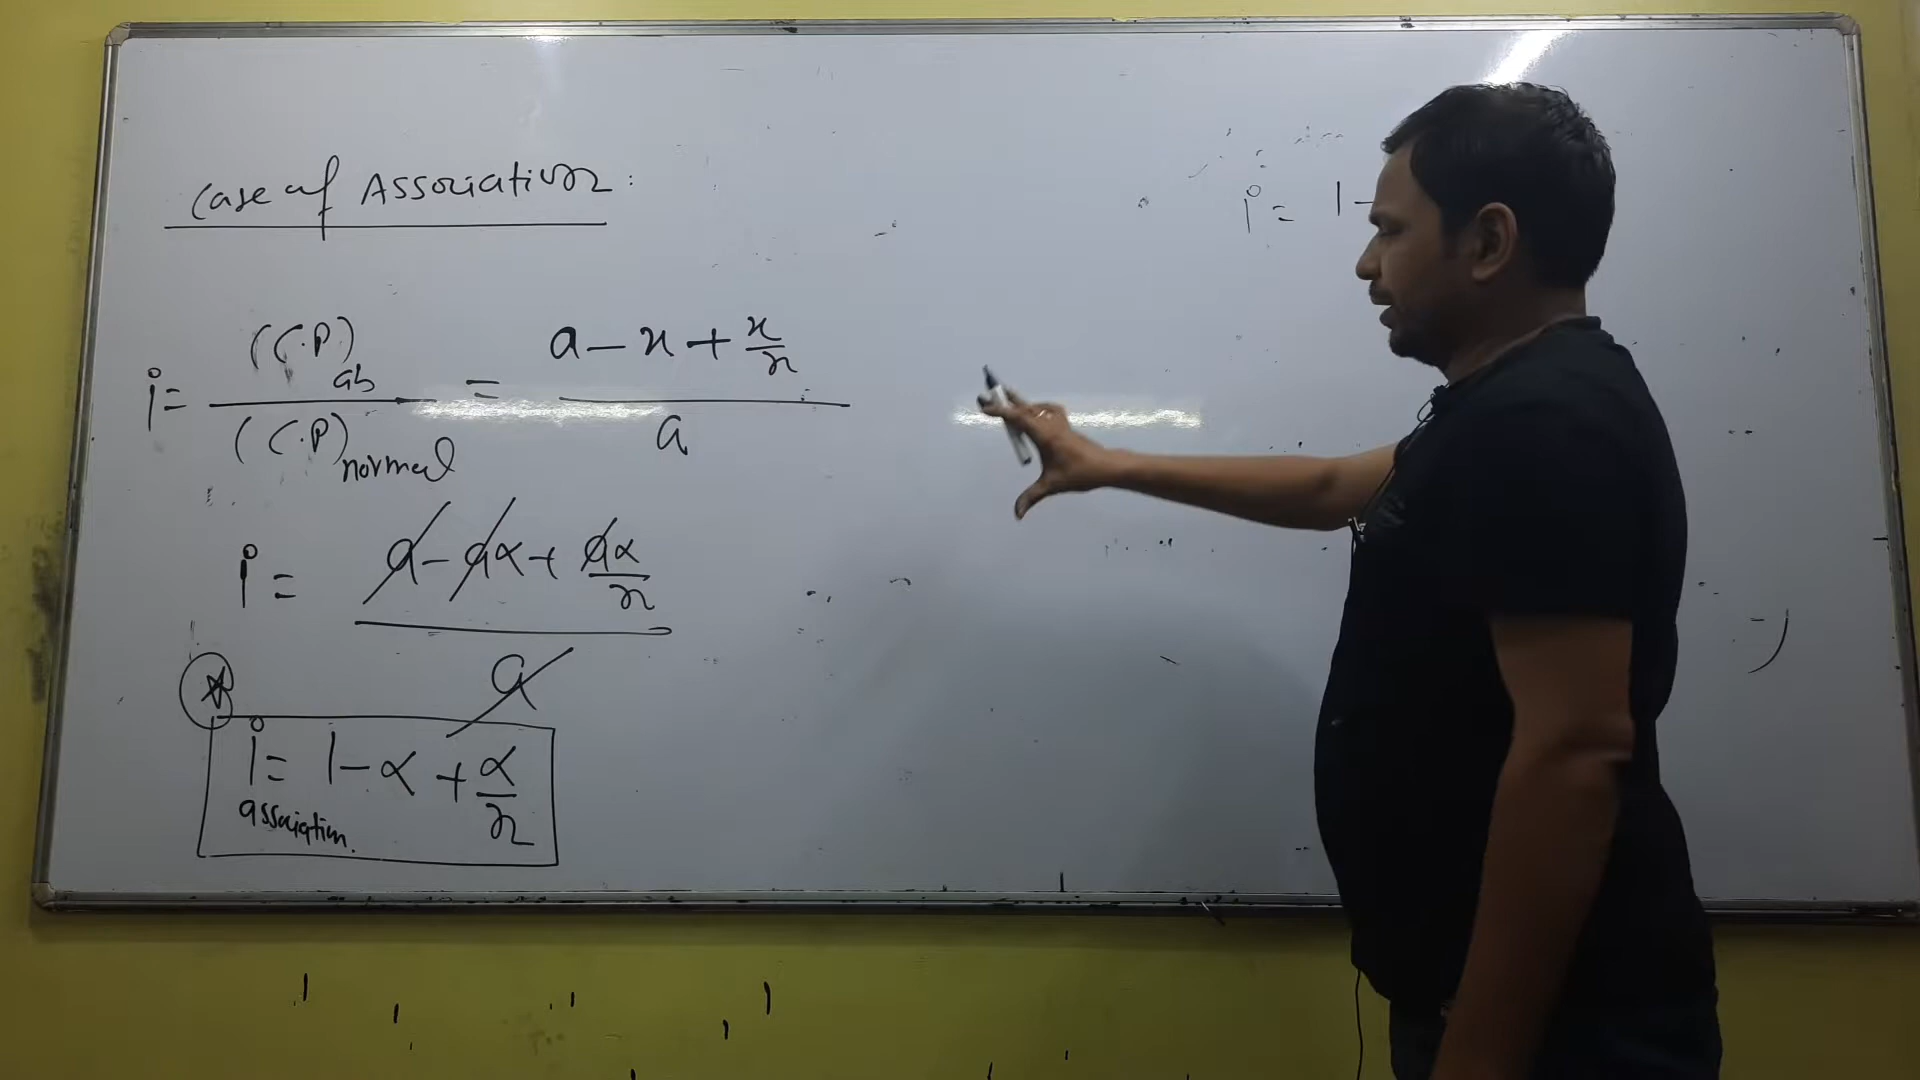 Case of Association :
i = (C.P)ab / (C.P)normal = a - x + x/n / a
i = a - aα + aα/n / a
i = 1 - α + α/n
association.
i = 1 -